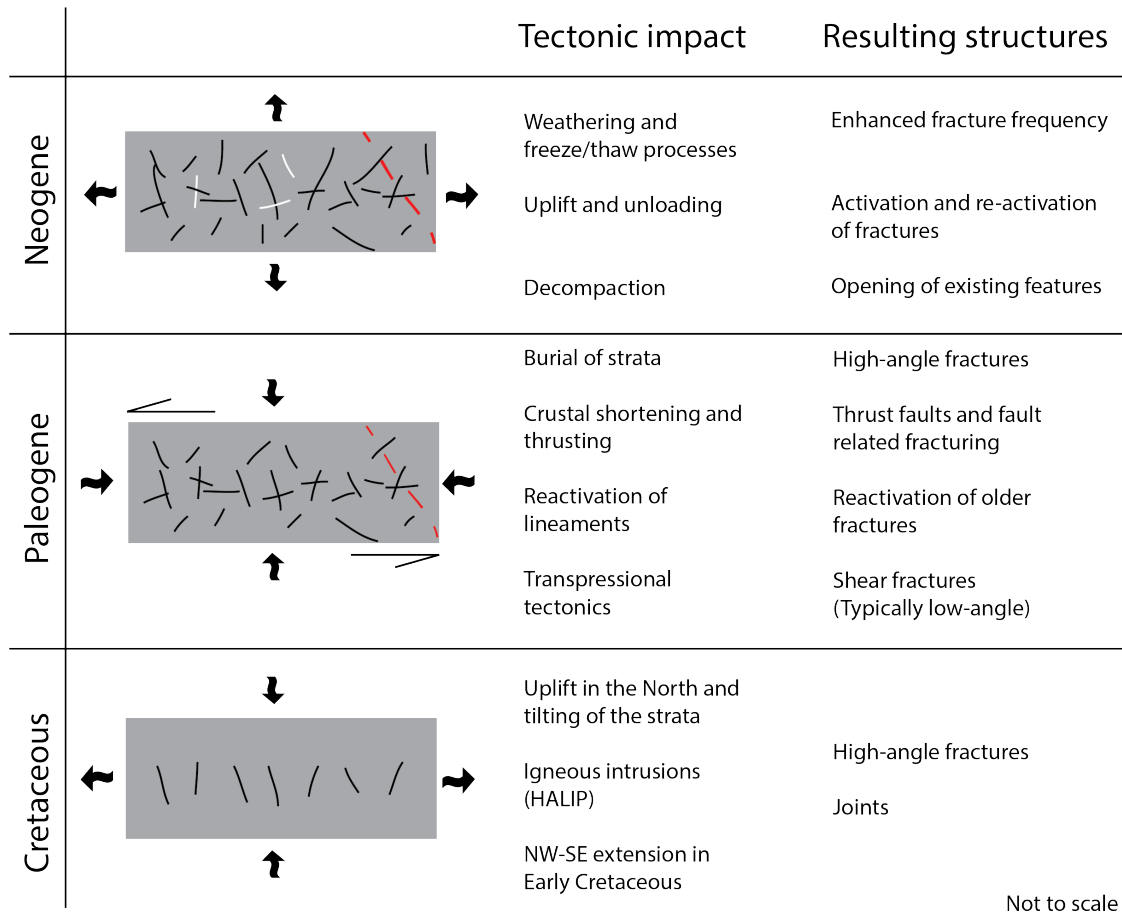 Tectonic impact
Resulting structures
Neogene
Weathering and
freeze/thaw processes
Enhanced fracture frequency
Uplift and unloading
Activation and re-activation
of fractures
Decompaction
Opening of existing features
Paleogene
Burial of strata
High-angle fractures
Crustal shortening and
thrusting
Thrust faults and fault
related fracturing
Reactivation of
lineaments
Reactivation of older
fractures
Transpressional
tectonics
Shear fractures
(Typically low-angle)
Cretaceous
Uplift in the North and
tilting of the strata
High-angle fractures
Igneous intrusions
(HALIP)
Joints
NW-SE extension in
Early Cretaceous
Not to scale